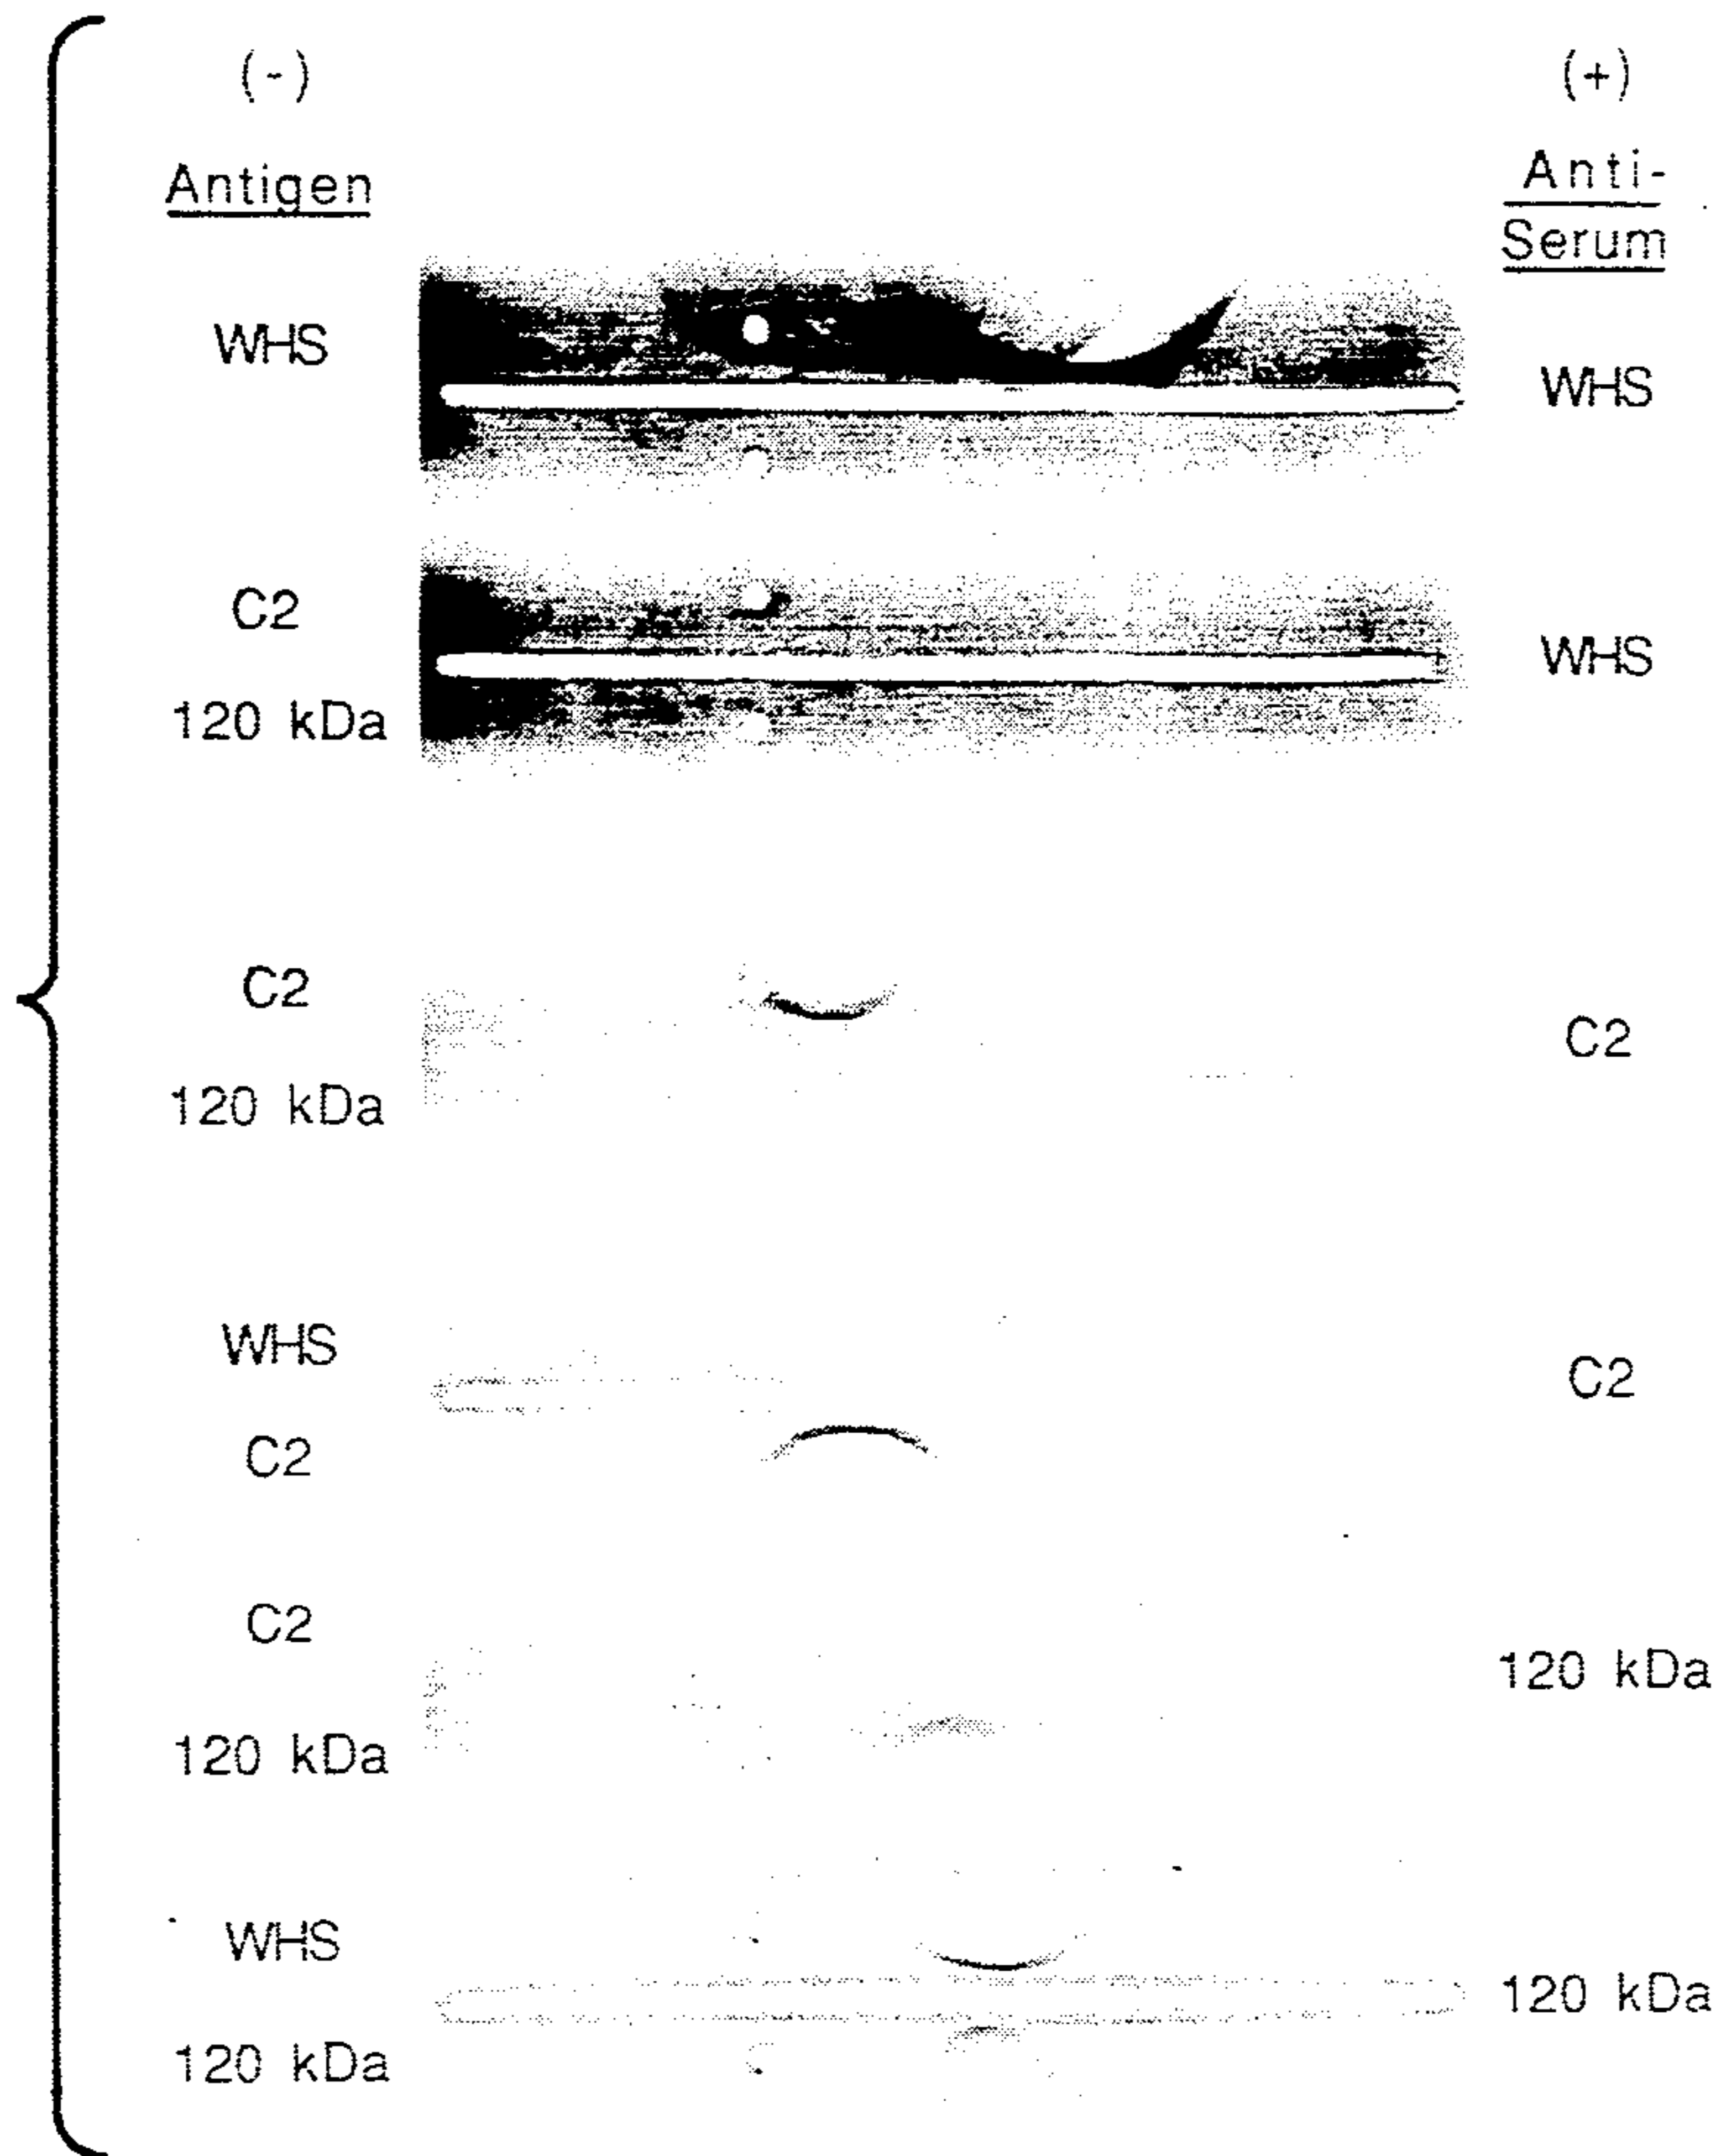 (-) (+)
Antigen Anti-
Serum
WHS WHS
C2 WHS
120 kDa
C2 C2
120 kDa
WHS C2
C2
C2 120 kDa
120 kDa
WHS 120 kDa
120 kDa